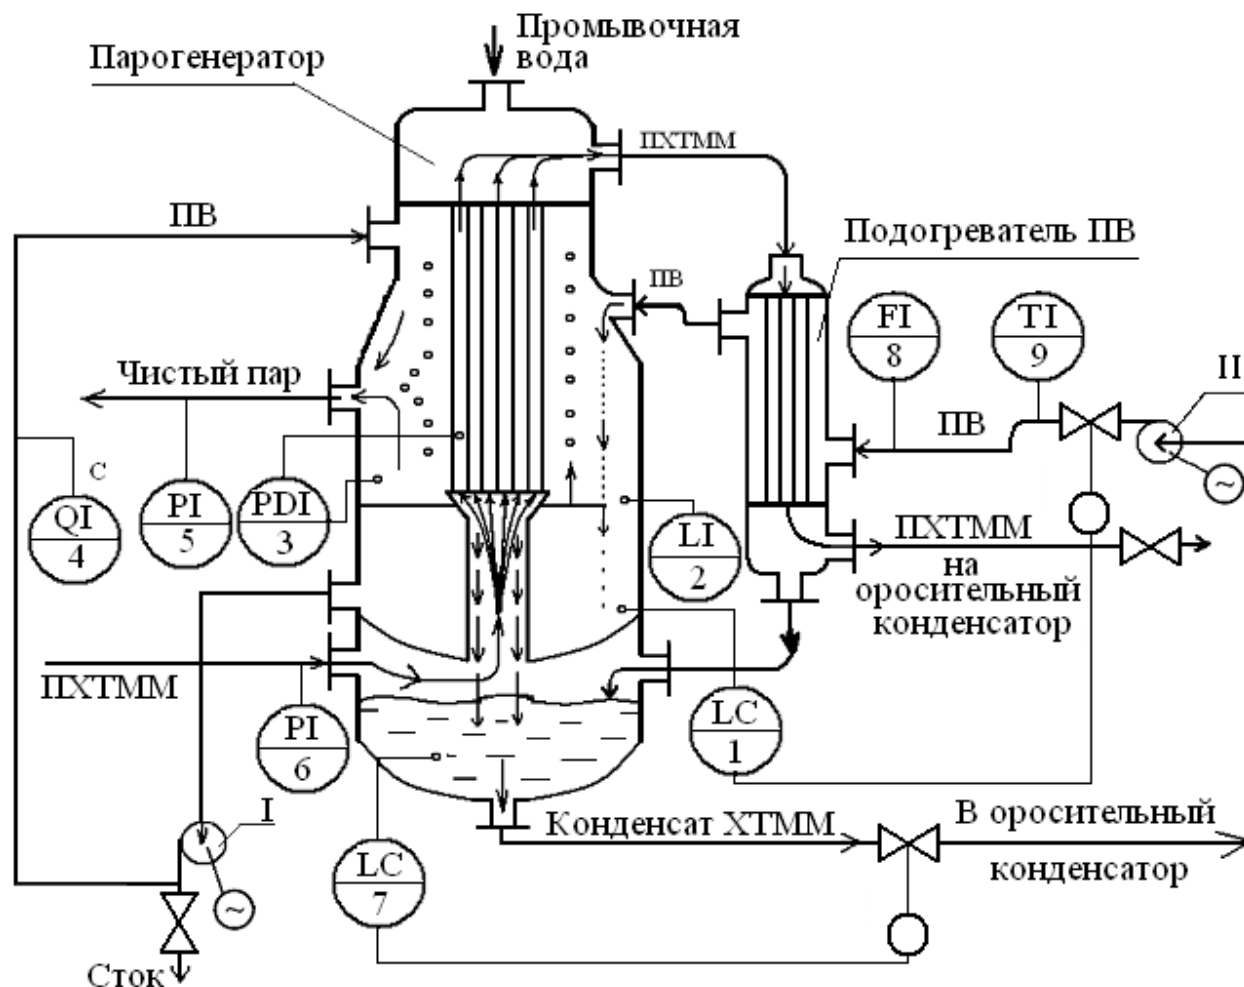 Промывочная
вода
Парогенератор
ПХТММ
ПВ
Подогреватель ПВ
ПВ
FI
8
TI
9
II
Чистый пар
ПВ
С
QI
4
PI
5
PDI
3
LI
2
ПХТММ
на
оросительный
конденсатор
ПХТММ
PI
6
LC
1
I
Конденсат ХТММ
В оросительный
конденсатор
LC
7
~
~
Сток